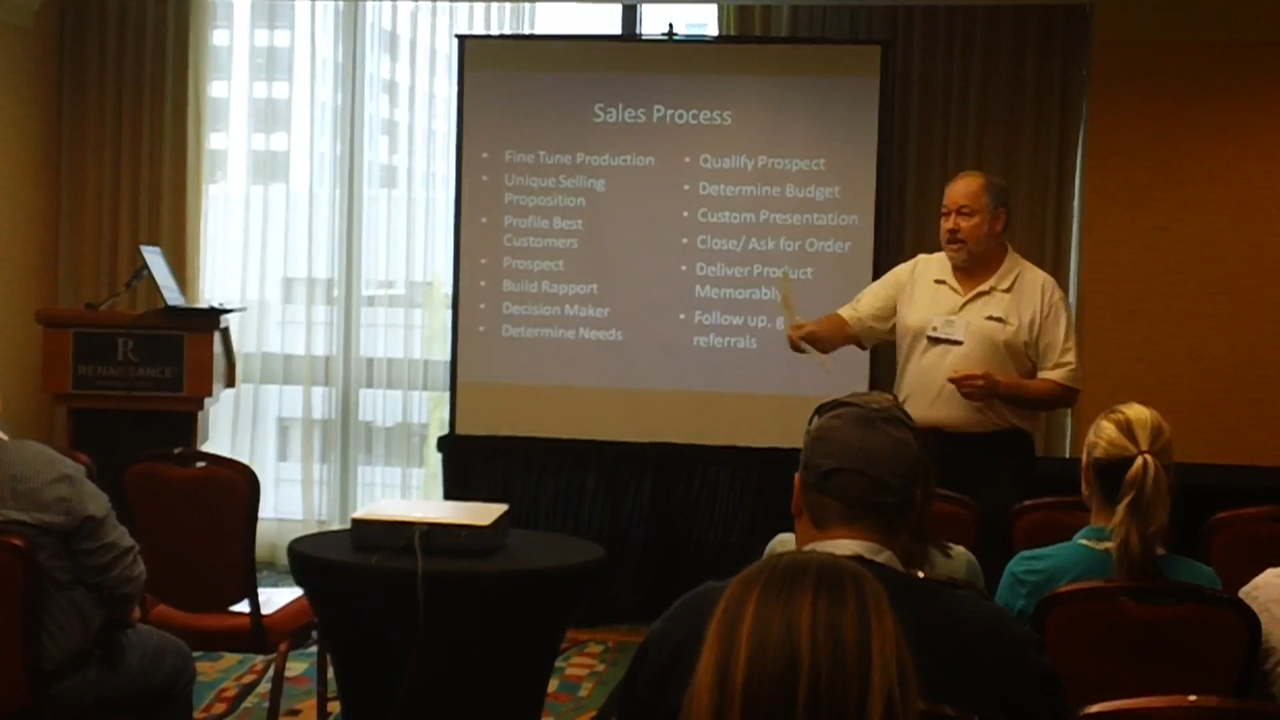 Sales Process
• Fine Tune Production
• Unique Selling
Proposition
• Profile Best
Customers
• Prospect
• Build Rapport
• Decision Maker
• Determine Needs
• Qualify Prospect
• Determine Budget
• Custom Presentation
• Close/ Ask for Order
• Deliver Product
Memorably
• Follow up, g
referrals
R
RENAISSANCE